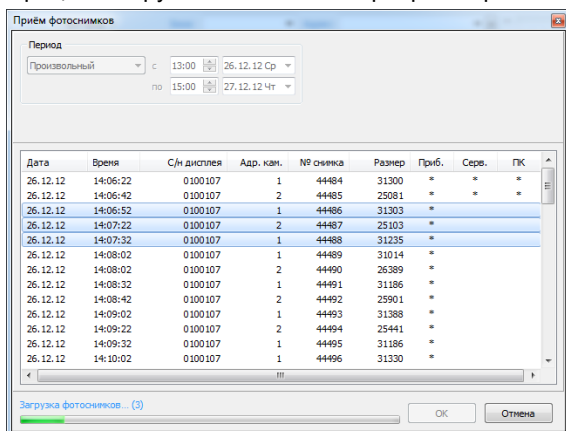 Приём фотоснимков
Период
Произвольный с 13:00 26.12.12 Ср
по 15:00 27.12.12 Чт
Дата Время С/н дисплея Адр. кам. № снимка Размер Приб. Серв. ПК
26.12.12 14:06:22 0100107 1 44484 31300 * * *
26.12.12 14:06:42 0100107 2 44485 25081 * * *
26.12.12 14:06:52 0100107 1 44486 31303 *
26.12.12 14:07:22 0100107 2 44487 25103 *
26.12.12 14:07:32 0100107 1 44488 31235 *
26.12.12 14:08:02 0100107 1 44489 31014 *
26.12.12 14:08:02 0100107 2 44490 26389 *
26.12.12 14:08:32 0100107 1 44491 31186 *
26.12.12 14:08:42 0100107 2 44492 25901 *
26.12.12 14:09:02 0100107 1 44493 31388 *
26.12.12 14:09:22 0100107 2 44494 25441 *
26.12.12 14:09:32 0100107 1 44495 31186 *
26.12.12 14:10:02 0100107 1 44496 31330 *
Загрузка фотоснимков... (3)
OK Отмена